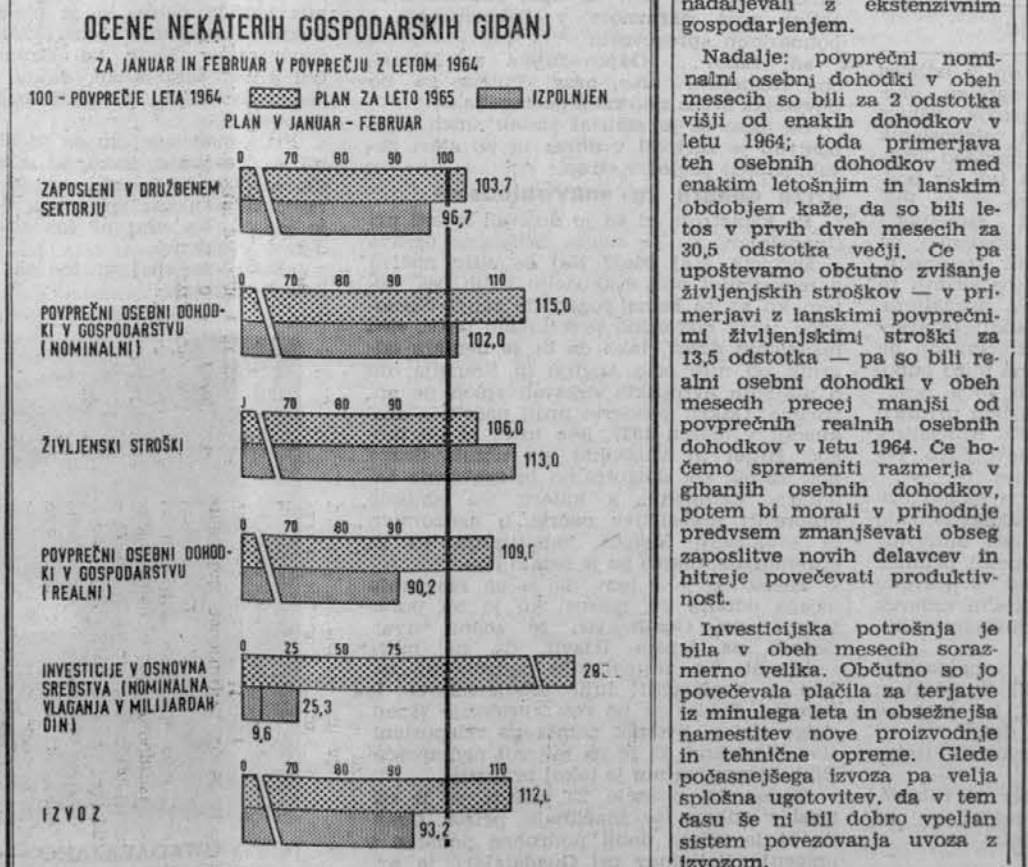 OCENE NEKATERIH GOSPODARSKIH GIBANJ
ZA JANUAR IN FEBRUAR V POVPREČJU Z LETOM 1964
100 - POVPREČJE LETA 1964 PLAN ZA LETO 1965 IZPOLNJEN
PLAN V JANUAR - FEBRUAR
0 70 80 90 100
ZAPOSLENI V DRUŽBENEM
SEKTORJU
103,7
96,7
0 70 80 90 110
POVPREČNI OSEBNI DOHOD-
KI V GOSPODARSTVU
(NOMINALNI)
115,0
102,0
70 80 90
ŽIVLJENSKI STROŠKI
106,0
113,0
0 70 80 90
POVPREČNI OSEBNI DOHOD-
KI V GOSPODARSTVU
(REALNI)
109,
90,2
0 25 50 75
INVESTICIJE V OSNOVNA
SREDSTVA (NOMINALNA
VLAGANJA V MILIJARDAH
DIN)
25,3
9,6
0 70 80 90 110
IZVOZ
112,
93,2
nadaljevali z ekstenzivnim
gospodarjenjem.
Nadalje: povprečni nomi-
nalni osebni dohodki v obeh
mesecih so bili za 2 odstotka
višji od enakih dohodkov v
letu 1964; toda primerjava
teh osebnih dohodkov med
enakim letošnjim in lanskim
obdobjem kaže, da so bili le-
tos v prvih dveh mesecih za
30,5 odstotka večji. Če pa
upoštevamo občutno zvišanje
življenjskih stroškov — v pri-
merjavi z lanskimi povprečni-
mi življenjskimi stroški za
13,5 odstotka — pa so bili re-
alni osebni dohodki v obeh
mesecih precej manjši od
povprečnih realnih osebnih
dohodkov v letu 1964. Če ho-
čemo spremeniti razmerja v
gibanjih osebnih dohodkov,
potem bi morali v prihodnje
predvsem zmanjševati obseg
zaposlitve novih delavcev in
hitreje povečevati produktiv-
nost.
Investicijska potrošnja je
bila v obeh mesecih soraz-
merno velika. Občutno so jo
povečevala plačila za terjatve
iz minulega leta in obsežnejša
namestitev nove proizvodnje
in tehnične opreme. Glede
počasnejšega izvoza pa velja
splošna ugotovitev, da v tem
času še ni bil dobro vpeljan
sistem povezovanja uvoza z
izvozom.